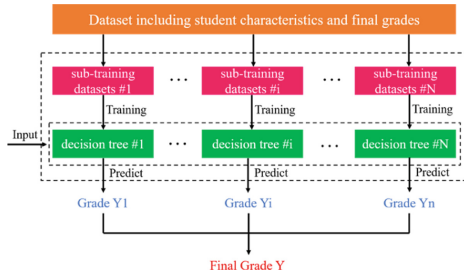 Dataset including student characteristics and final grades
sub-training
datasets #1
...
sub-training
datasets #i
...
sub-training
datasets #N
Training
Training
Training
Input
decision tree #1
...
decision tree #i
...
decision tree #N
Predict
Predict
Predict
Grade Y1
Grade Yi
Grade Yn
Final Grade Y